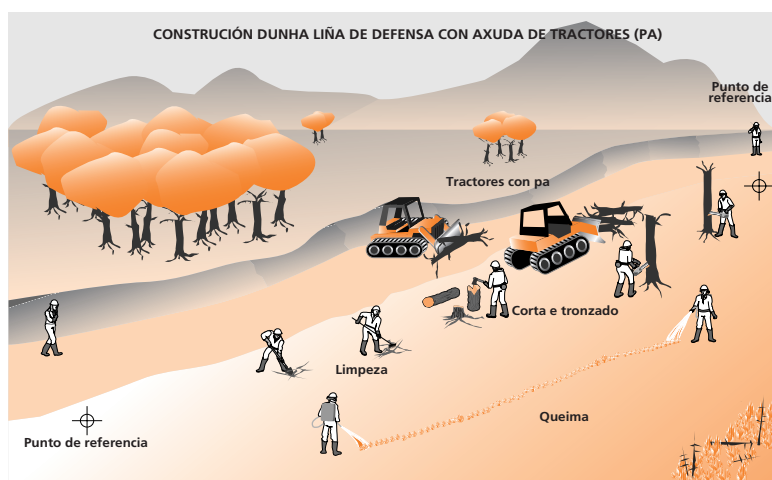 CONSTRUCIÓN DUNHA LIÑA DE DEFENSA CON AXUDA DE TRACTORES (PA)
Punto de
referencia
Tractores con pa
Corta e tronzado
Limpeza
Queima
Punto de referencia